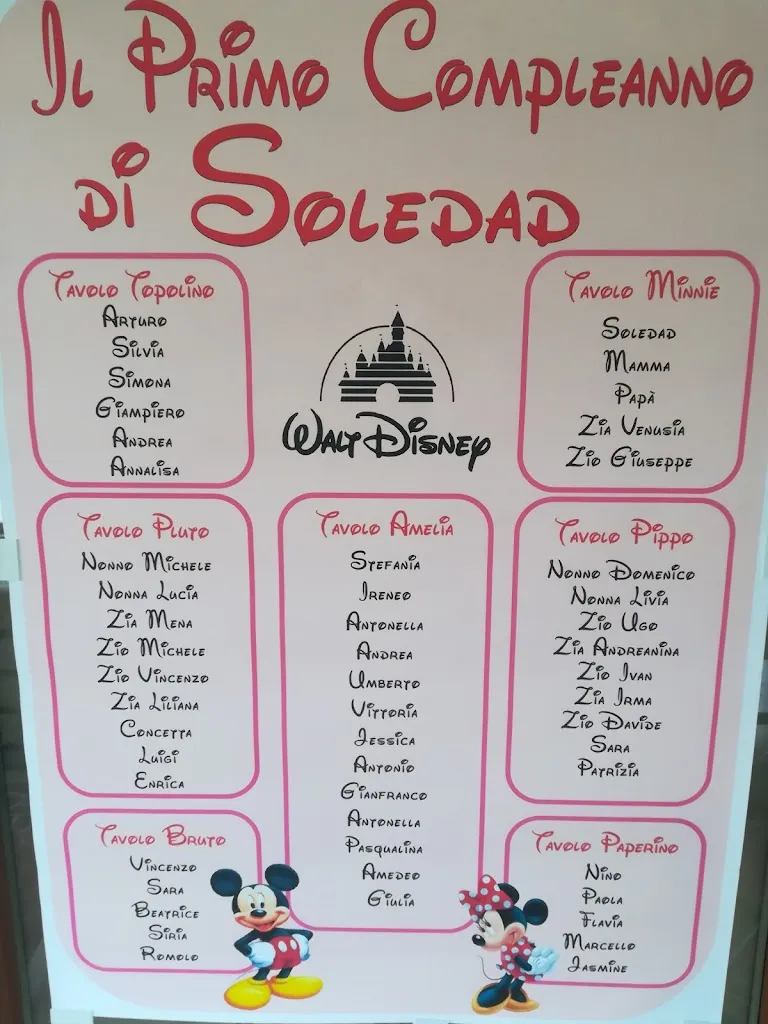 Il Primo Compleanno
di Soledad
Tavolo Topolino
Arturo
Silvia
Simona
Giampiero
Andrea
Annalisa
Walt Disney
Tavolo Minnie
Soledad
Mamma
Papà
Zia Venusia
Zio Giuseppe
Tavolo Pluto
Nonno Michele
Nonna Lucia
Zia Mena
Zio Michele
Zio Vincenzo
Zia Liliana
Concetta
Luigi
Enrica
Tavolo Amelia
Stefania
Ireneo
Antonella
Andrea
Umberto
Vittoria
Jessica
Antonio
Gianfranco
Antonella
Pasqualina
Amedeo
Giulia
Tavolo Pippo
Nonno Domenico
Nonna Livia
Zio Ugo
Zia Andreanina
Zio Ivan
Zia Irma
Zio Davide
Sara
Patrizia
Tavolo Bruto
Vincenzo
Sara
Beatrice
Siria
Romolo
Tavolo Paperino
Nino
Paola
Flavia
Marcello
Jasmine